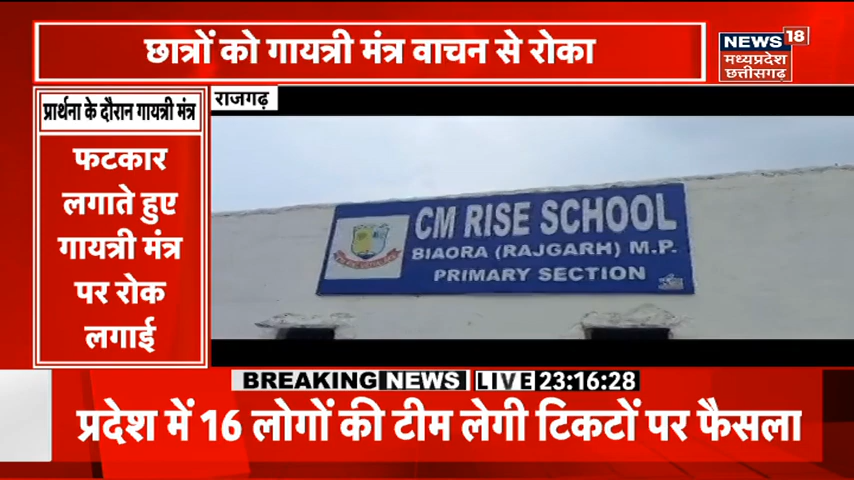 छात्रों को गायत्री मंत्र वाचन से रोका
NEWS 18
मध्यप्रदेश
छत्तीसगढ़
प्रार्थना के दौरान गायत्री मंत्र
फटकार
लगाते हुए
गायत्री मंत्र
पर रोक
लगाई
राजगढ़
CM RISE SCHOOL
BIAORA (RAJGARH) M.P.
PRIMARY SECTION
BREAKING NEWS LIVE 23:16:28
प्रदेश में 16 लोगों की टीम लेगी टिकटों पर फैसला